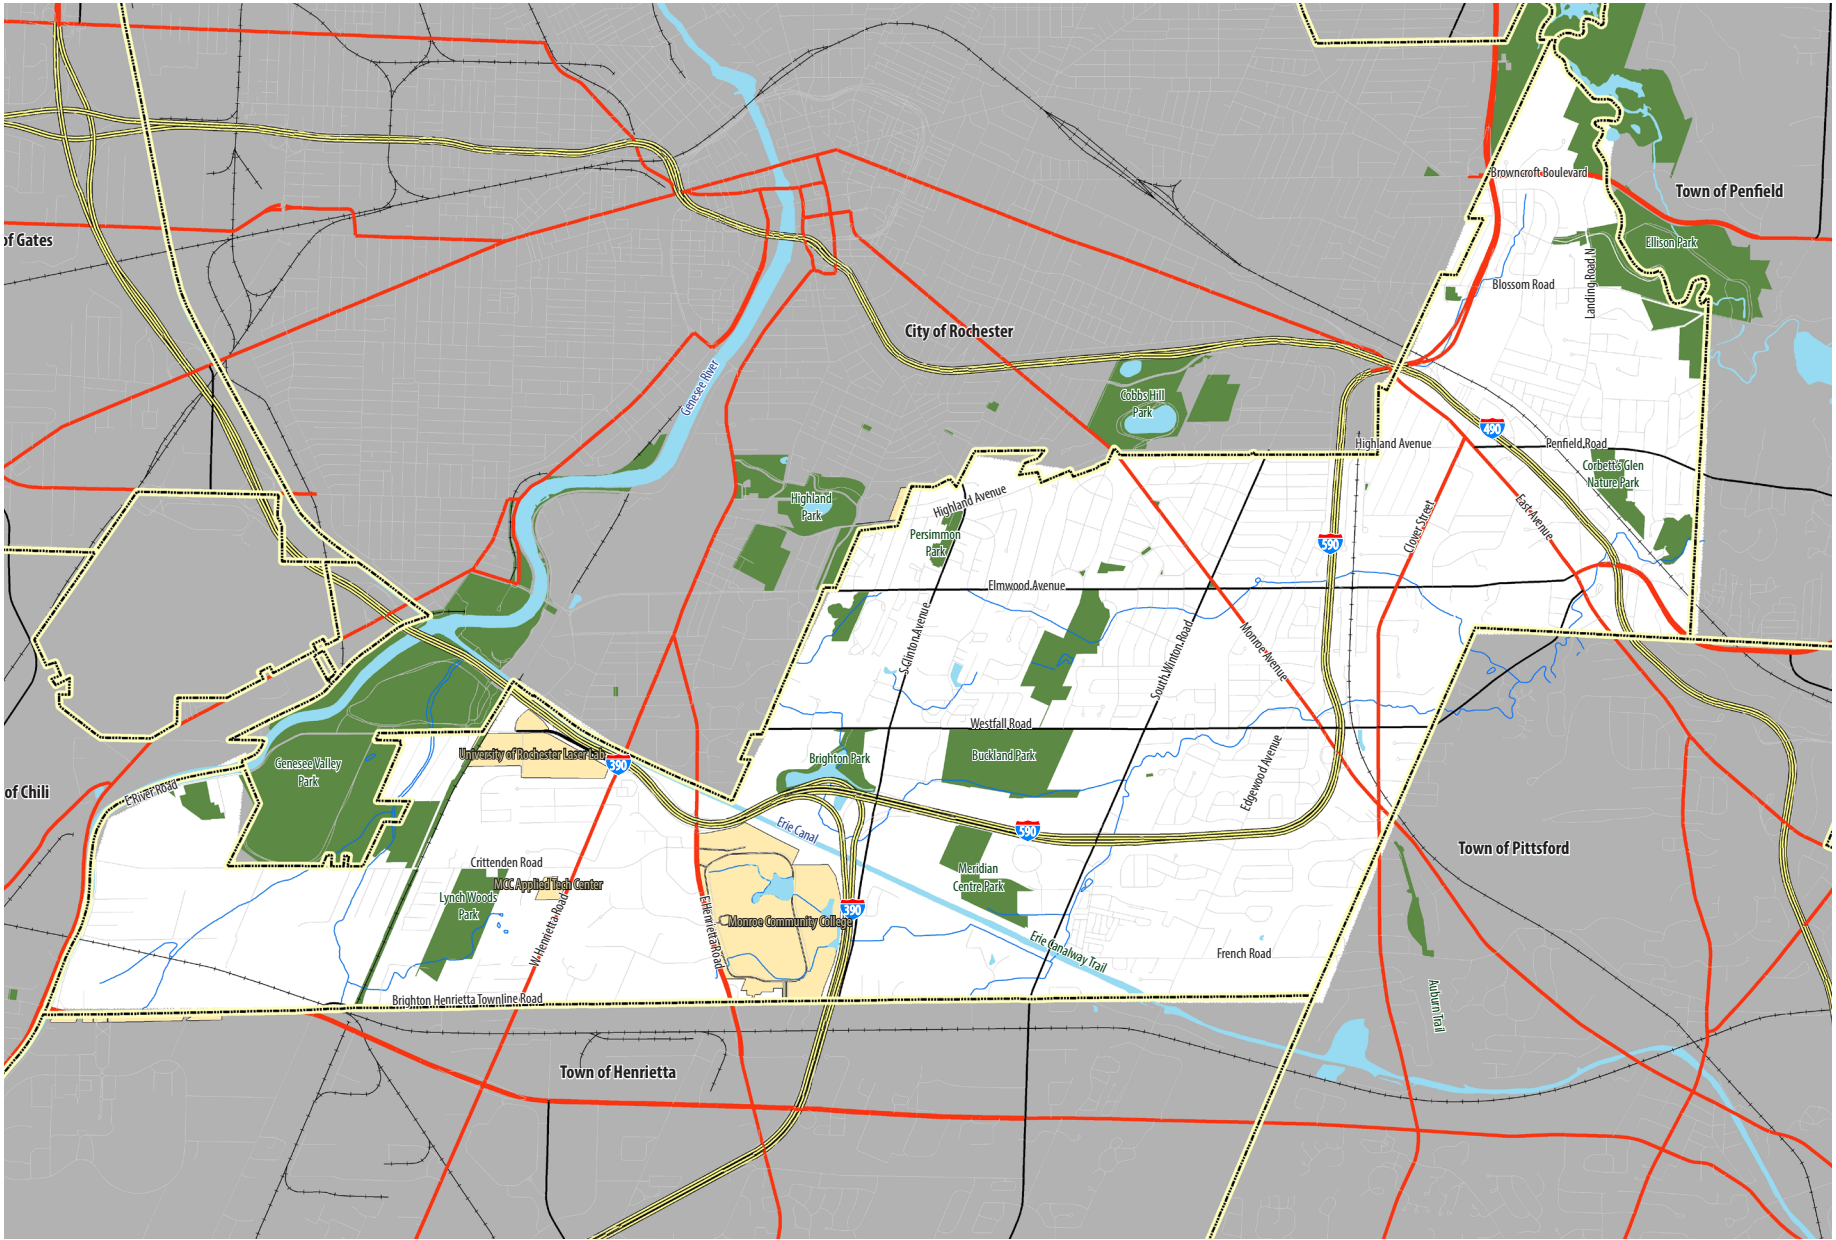 Browncroft Boulevard
Town of Penfield
of Gates
Ellison Park
Landing Road N
Blossom Road
City of Rochester
Genesee River
Cobbs Hill
Park
490
Highland Avenue
Penfield Road
Corbett's Glen
Nature Park
Highland
Park
Highland Avenue
Persimmon
Park
590
Clover Street
East Avenue
Elmwood Avenue
S Clinton Avenue
South Winton Road
Monroe Avenue
Westfall Road
Buckland Park
Brighton Park
Edgewood Avenue
University of Rochester Laser Lab
390
Genesee Valley
Park
of Chili
E River Road
Erie Canal
590
Town of Pittsford
Crittenden Road
MCC Applied Tech Center
Lynch Woods
Park
Meridian
Centre Park
W Henrietta Road
E Henrietta Road
Monroe Community College
390
Erie Canalway Trail
French Road
Auburn Trail
Brighton Henrietta Townline Road
Town of Henrietta